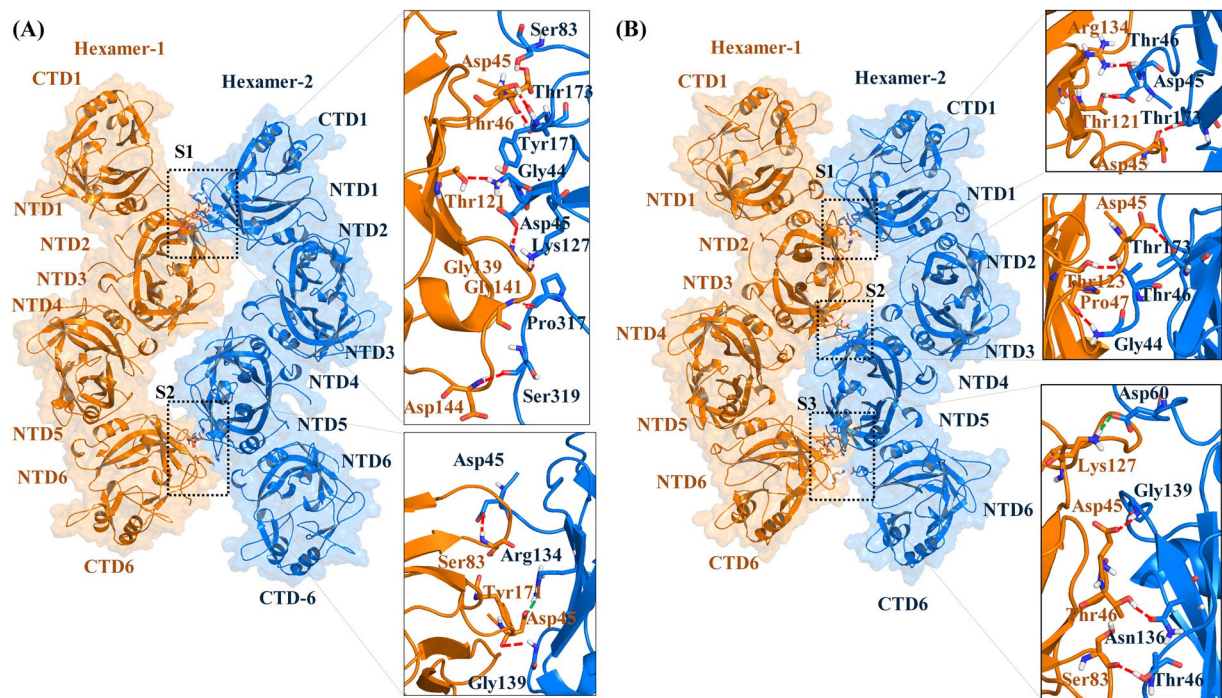 (A)
Hexamer-1
CTD1
Hexamer-2
CTD1
S1
NTD1
NTD1
NTD2
NTD2
NTD3
NTD4
NTD3
S2
NTD4
NTD5
NTD5
NTD6
NTD6
CTD6
CTD-6
Ser83
Asp45
Thr173
Thr46
Tyr171
Gly44
Thr121
Asp45
Lys127
Gly139
Gly141
Pro317
Ser319
Asp144
Asp45
Arg134
Ser83
Tyr171
Asp45
Gly139
(B)
Hexamer-1
CTD1
Hexamer-2
CTD1
S1
NTD1
NTD1
NTD2
NTD2
NTD3
S2
NTD4
NTD3
NTD4
S3
NTD5
NTD5
NTD6
NTD6
CTD6
CTD6
Arg134
Thr46
Asp45
Thr173
Thr121
Asp45
Asp45
Thr173
Thr123
Pro47
Thr46
Gly44
Asp60
Lys127
Gly139
Asp45
Thr46
Asn136
Ser83
Thr46